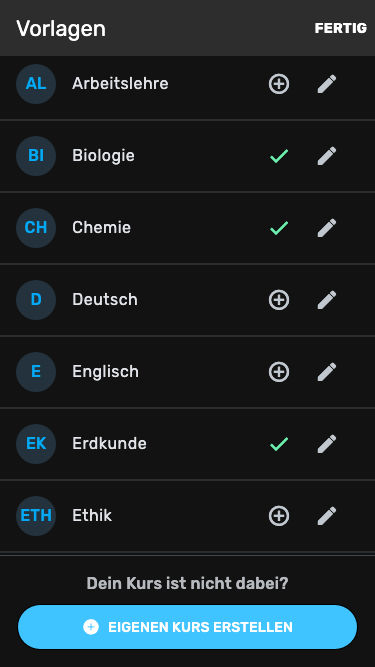 Vorlagen FERTIG
AL Arbeitslehre
BI Biologie
CH Chemie
D Deutsch
E Englisch
EK Erdkunde
ETH Ethik
Dein Kurs ist nicht dabei?
EIGENEN KURS ERSTELLEN